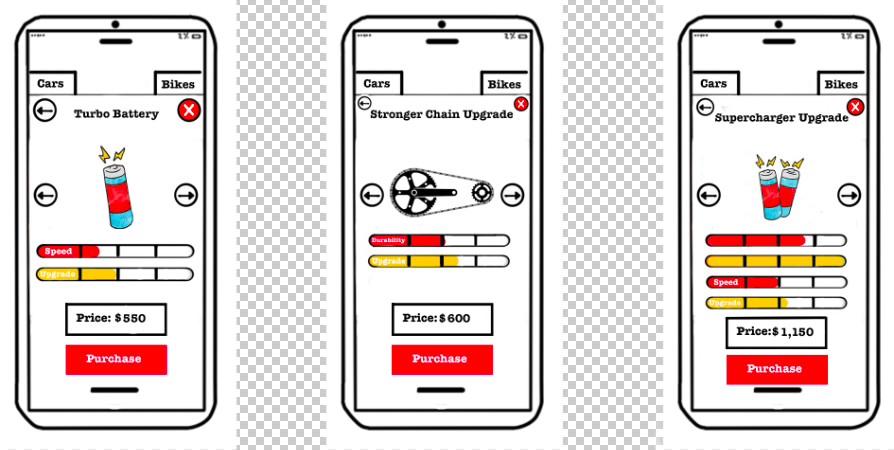 Cars
Bikes
Turbo Battery
Speed
Upgrade
Price: $550
Purchase
Cars
Bikes
Stronger Chain Upgrade
Durability
Upgrade
Price: $600
Purchase
Cars
Bikes
Supercharger Upgrade
Speed
Upgrade
Price: $1,150
Purchase